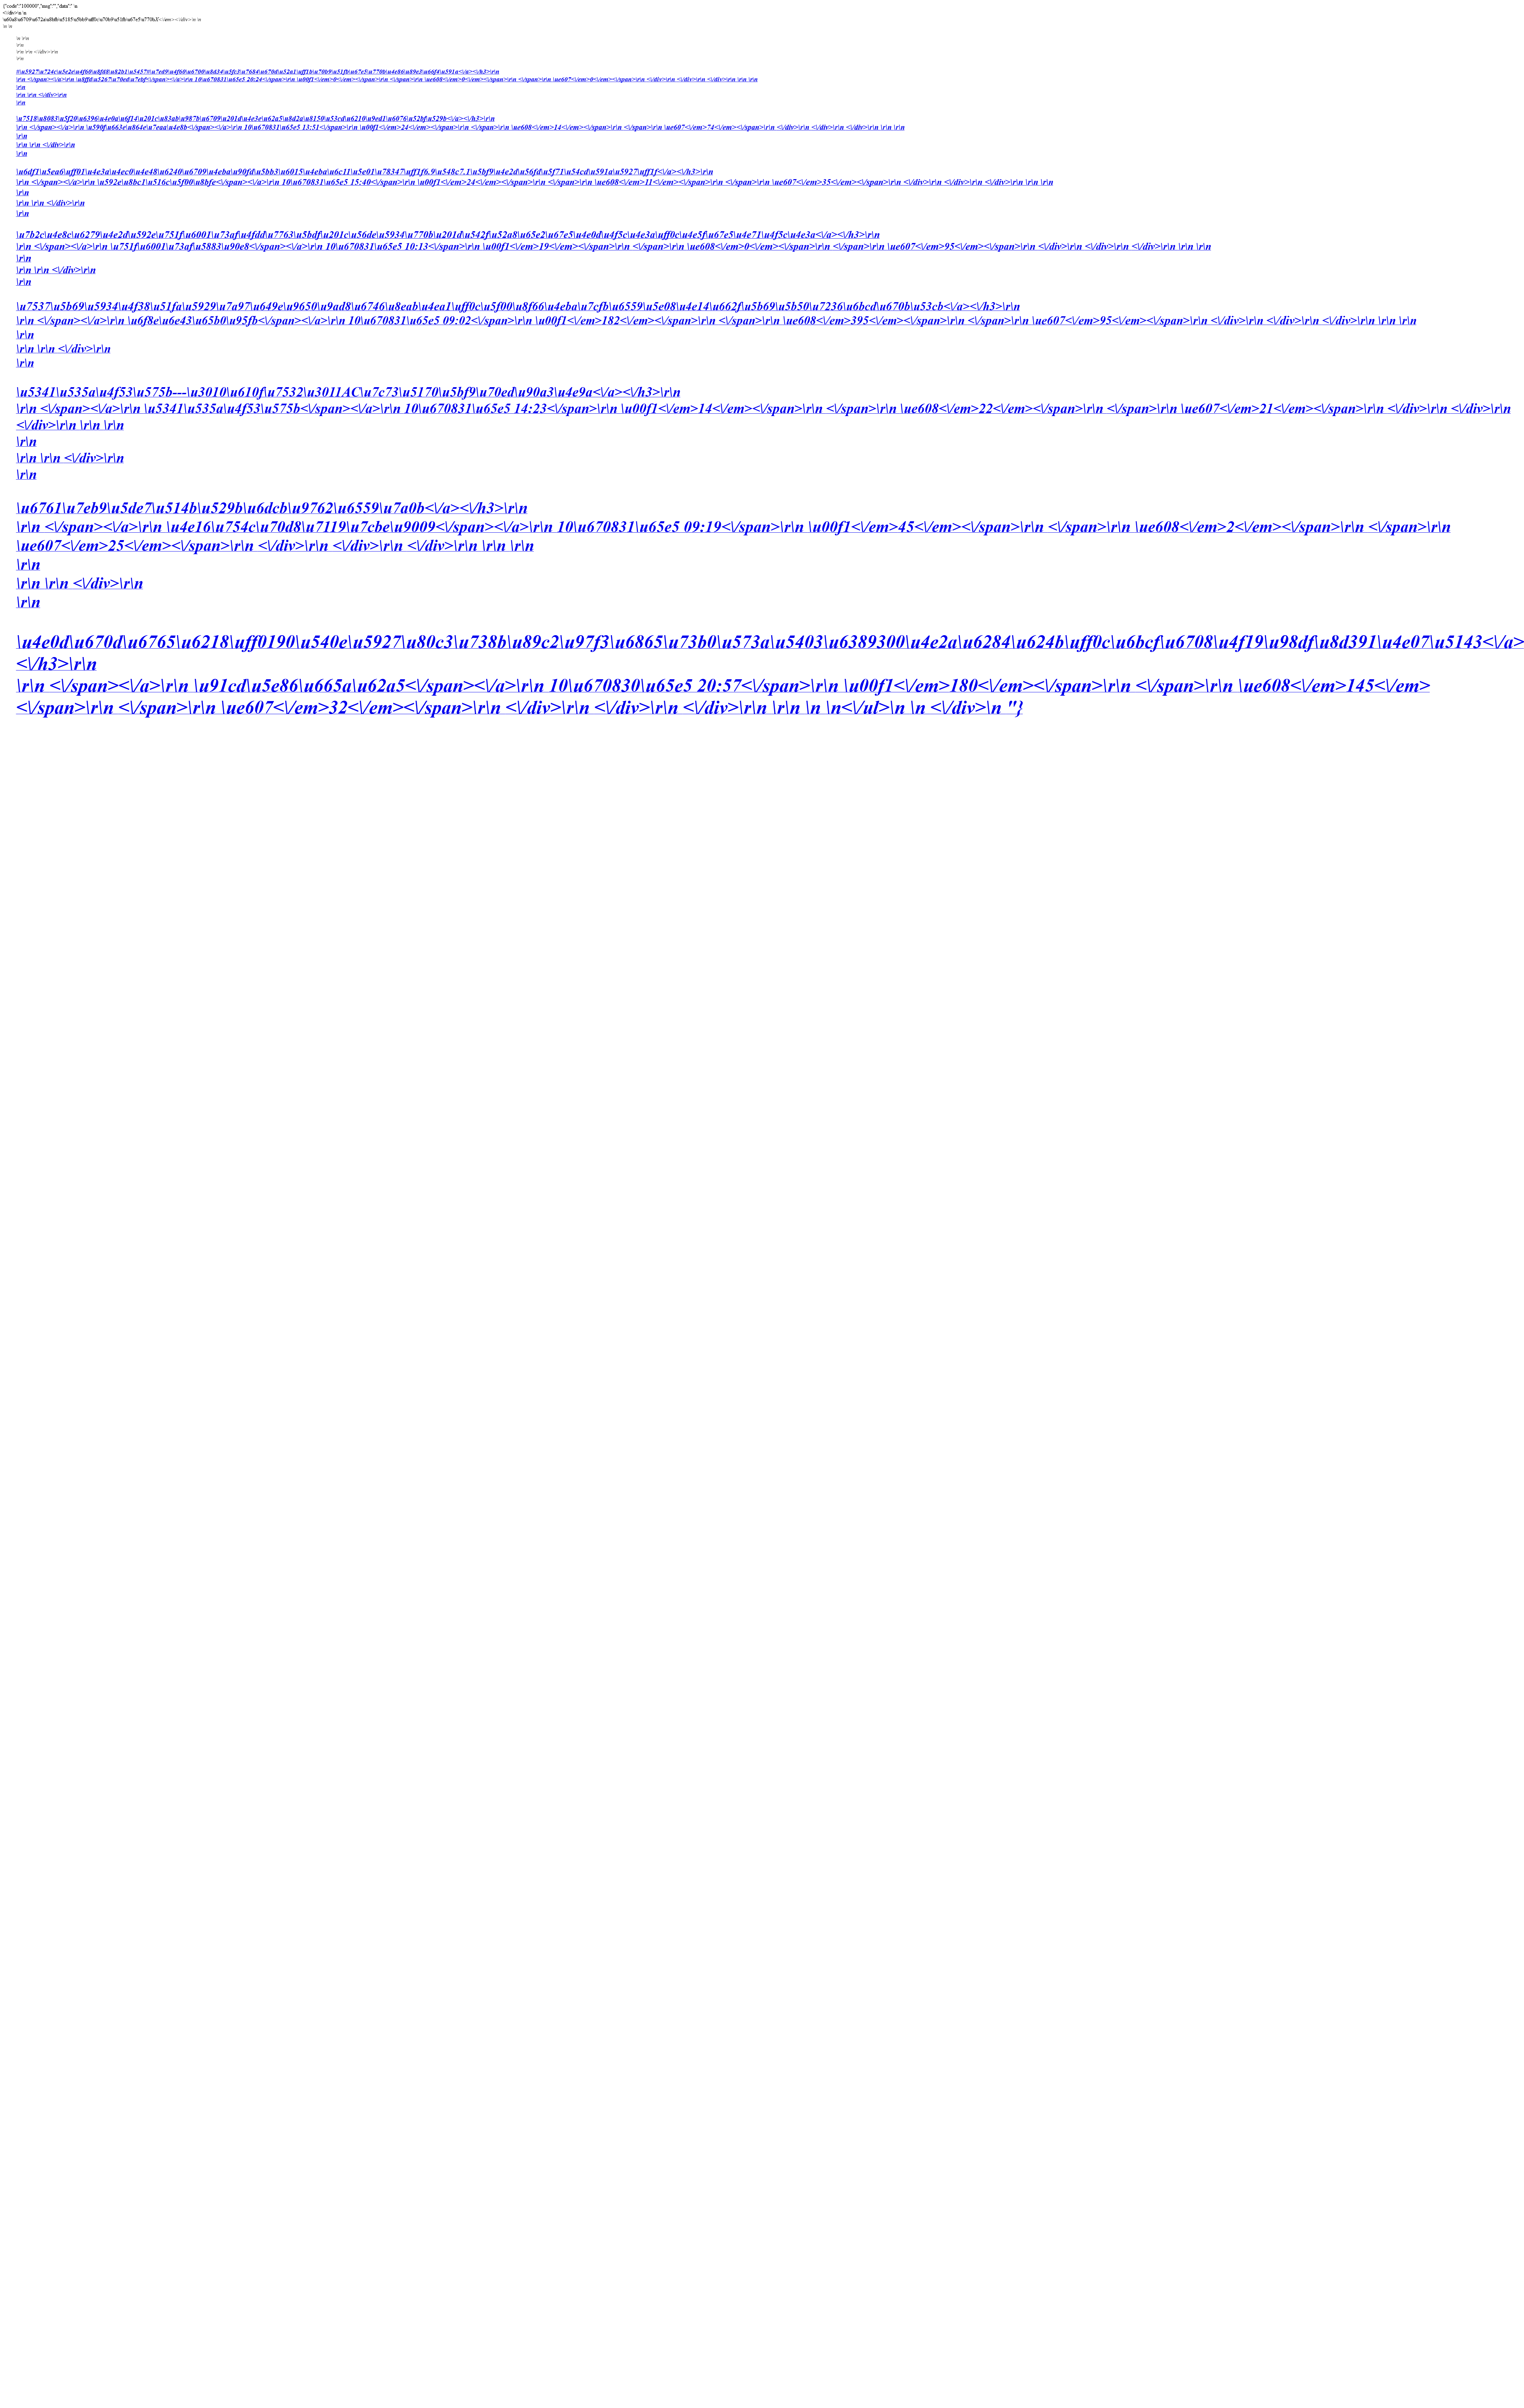 {"code":"100000","msg":"","data":" \n
<\/div>\n \n
\u60a8\u6709\u672a\u8bfb\u5185\u5bb9\uff0c\u70b9\u51fb\u67e5\u770bJ[<\/em><\/div>\n \n
\n \n
\n \r\n
\r\n
\r\n \r\n <\/div>\r\n
\r\n
#\u5927\u724c\u5e2e\u4f60\u8fd8\u82b1\u5457#\u7ed9\u4f60\u6700\u8d34\u5fc3\u7684\u670d\u52a1\uff1b\u70b9\u51fb\u67e5\u770b\u4e86\u89e3\u66f4\u591a<\/a><\/h3>\r\n
\r\n <\/span><\/a>\r\n \u8ffd\u5267\u70ed\u7ebf<\/span><\/a>\r\n 10\u670831\u65e5 20:24<\/span>\r\n \u00f1<\/em>0<\/em><\/span>\r\n <\/span>\r\n \ue608<\/em>0<\/em><\/span>\r\n <\/span>\r\n \ue607<\/em>0<\/em><\/span>\r\n <\/div>\r\n <\/div>\r\n <\/div>\r\n \r\n \r\n
\r\n
\r\n \r\n <\/div>\r\n
\r\n
\u7518\u8083\u5f20\u6396\u4e0a\u6f14\u201c\u83ab\u987b\u6709\u201d\u4e3e\u62a5\u8d2a\u8150\u53cd\u6210\u9ed1\u6076\u52bf\u529b<\/a><\/h3>\r\n
\r\n <\/span><\/a>\r\n \u590f\u663e\u864e\u7eaa\u4e8b<\/span><\/a>\r\n 10\u670831\u65e5 13:51<\/span>\r\n \u00f1<\/em>24<\/em><\/span>\r\n <\/span>\r\n \ue608<\/em>14<\/em><\/span>\r\n <\/span>\r\n \ue607<\/em>74<\/em><\/span>\r\n <\/div>\r\n <\/div>\r\n <\/div>\r\n \r\n \r\n
\r\n
\r\n \r\n <\/div>\r\n
\r\n
\u6df1\u5ea6\uff01\u4e3a\u4ec0\u4e48\u6240\u6709\u4eba\u90fd\u5bb3\u6015\u4eba\u6c11\u5e01\u78347\uff1f6.9\u548c7.1\u5bf9\u4e2d\u56fd\u5f71\u54cd\u591a\u5927\uff1f<\/a><\/h3>\r\n
\r\n <\/span><\/a>\r\n \u592e\u8bc1\u516c\u5f00\u8bfe<\/span><\/a>\r\n 10\u670831\u65e5 15:40<\/span>\r\n \u00f1<\/em>24<\/em><\/span>\r\n <\/span>\r\n \ue608<\/em>11<\/em><\/span>\r\n <\/span>\r\n \ue607<\/em>35<\/em><\/span>\r\n <\/div>\r\n <\/div>\r\n <\/div>\r\n \r\n \r\n
\r\n
\r\n \r\n <\/div>\r\n
\r\n
\u7b2c\u4e8c\u6279\u4e2d\u592e\u751f\u6001\u73af\u4fdd\u7763\u5bdf\u201c\u56de\u5934\u770b\u201d\u542f\u52a8\u65e2\u67e5\u4e0d\u4f5c\u4e3a\uff0c\u4e5f\u67e5\u4e71\u4f5c\u4e3a<\/a><\/h3>\r\n
\r\n <\/span><\/a>\r\n \u751f\u6001\u73af\u5883\u90e8<\/span><\/a>\r\n 10\u670831\u65e5 10:13<\/span>\r\n \u00f1<\/em>19<\/em><\/span>\r\n <\/span>\r\n \ue608<\/em>0<\/em><\/span>\r\n <\/span>\r\n \ue607<\/em>95<\/em><\/span>\r\n <\/div>\r\n <\/div>\r\n <\/div>\r\n \r\n \r\n
\r\n
\r\n \r\n <\/div>\r\n
\r\n
\u7537\u5b69\u5934\u4f38\u51fa\u5929\u7a97\u649e\u9650\u9ad8\u6746\u8eab\u4ea1\uff0c\u5f00\u8f66\u4eba\u7cfb\u6559\u5e08\u4e14\u662f\u5b69\u5b50\u7236\u6bcd\u670b\u53cb<\/a><\/h3>\r\n
\r\n <\/span><\/a>\r\n \u6f8e\u6e43\u65b0\u95fb<\/span><\/a>\r\n 10\u670831\u65e5 09:02<\/span>\r\n \u00f1<\/em>182<\/em><\/span>\r\n <\/span>\r\n \ue608<\/em>395<\/em><\/span>\r\n <\/span>\r\n \ue607<\/em>95<\/em><\/span>\r\n <\/div>\r\n <\/div>\r\n <\/div>\r\n \r\n \r\n
\r\n
\r\n \r\n <\/div>\r\n
\r\n
\u5341\u535a\u4f53\u575b---\u3010\u610f\u7532\u3011AC\u7c73\u5170\u5bf9\u70ed\u90a3\u4e9a<\/a><\/h3>\r\n
\r\n <\/span><\/a>\r\n \u5341\u535a\u4f53\u575b<\/span><\/a>\r\n 10\u670831\u65e5 14:23<\/span>\r\n \u00f1<\/em>14<\/em><\/span>\r\n <\/span>\r\n \ue608<\/em>22<\/em><\/span>\r\n <\/span>\r\n \ue607<\/em>21<\/em><\/span>\r\n <\/div>\r\n <\/div>\r\n
<\/div>\r\n \r\n \r\n
\r\n
\r\n \r\n <\/div>\r\n
\r\n
\u6761\u7eb9\u5de7\u514b\u529b\u6dcb\u9762\u6559\u7a0b<\/a><\/h3>\r\n
\r\n <\/span><\/a>\r\n \u4e16\u754c\u70d8\u7119\u7cbe\u9009<\/span><\/a>\r\n 10\u670831\u65e5 09:19<\/span>\r\n \u00f1<\/em>45<\/em><\/span>\r\n <\/span>\r\n \ue608<\/em>2<\/em><\/span>\r\n <\/span>\r\n
\ue607<\/em>25<\/em><\/span>\r\n <\/div>\r\n <\/div>\r\n <\/div>\r\n \r\n \r\n
\r\n
\r\n \r\n <\/div>\r\n
\r\n
\u4e0d\u670d\u6765\u6218\uff0190\u540e\u5927\u80c3\u738b\u89c2\u97f3\u6865\u73b0\u573a\u5403\u6389300\u4e2a\u6284\u624b\uff0c\u6bcf\u6708\u4f19\u98df\u8d391\u4e07\u5143<\/a>
<\/h3>\r\n
\r\n <\/span><\/a>\r\n \u91cd\u5e86\u665a\u62a5<\/span><\/a>\r\n 10\u670830\u65e5 20:57<\/span>\r\n \u00f1<\/em>180<\/em><\/span>\r\n <\/span>\r\n \ue608<\/em>145<\/em>
<\/span>\r\n <\/span>\r\n \ue607<\/em>32<\/em><\/span>\r\n <\/div>\r\n <\/div>\r\n <\/div>\r\n \r\n \n \n<\/ul>\n \n <\/div>\n "}